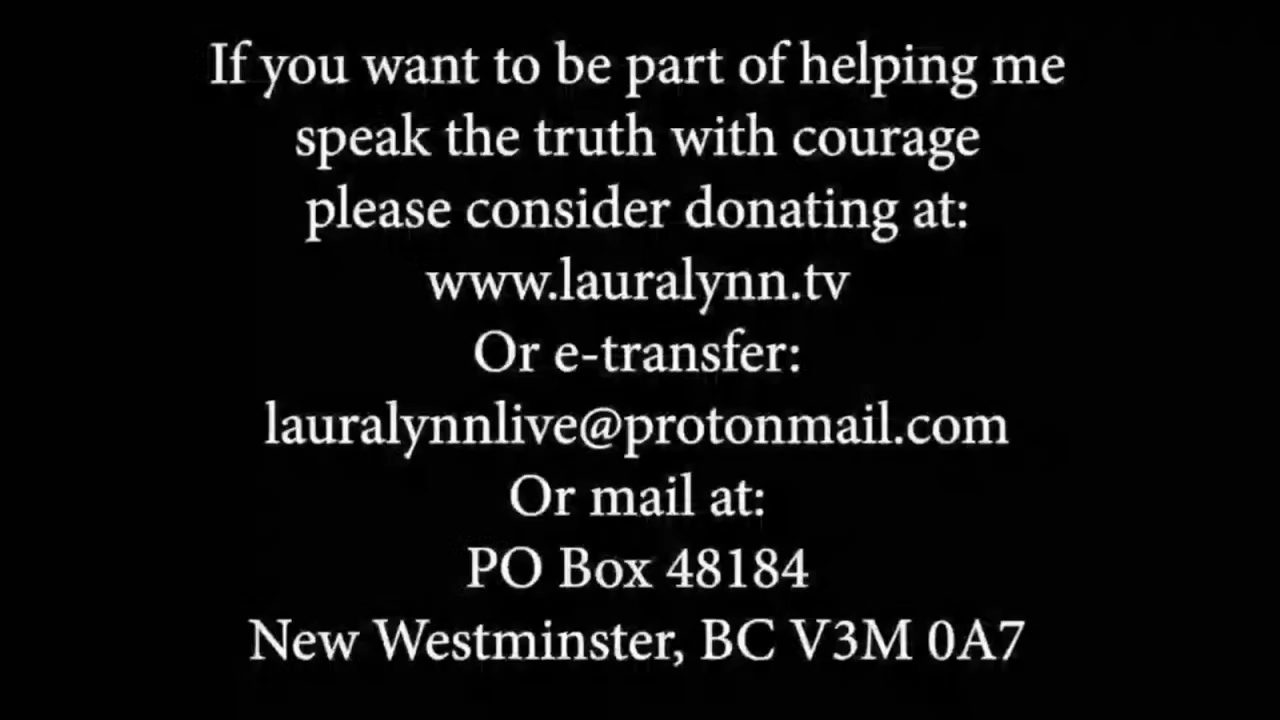 If you want to be part of helping me
speak the truth with courage
please consider donating at:
www.lauralynn.tv
Or e-transfer:
lauralynnlive@protonmail.com
Or mail at:
PO Box 48184
New Westminster, BC V3M 0A7